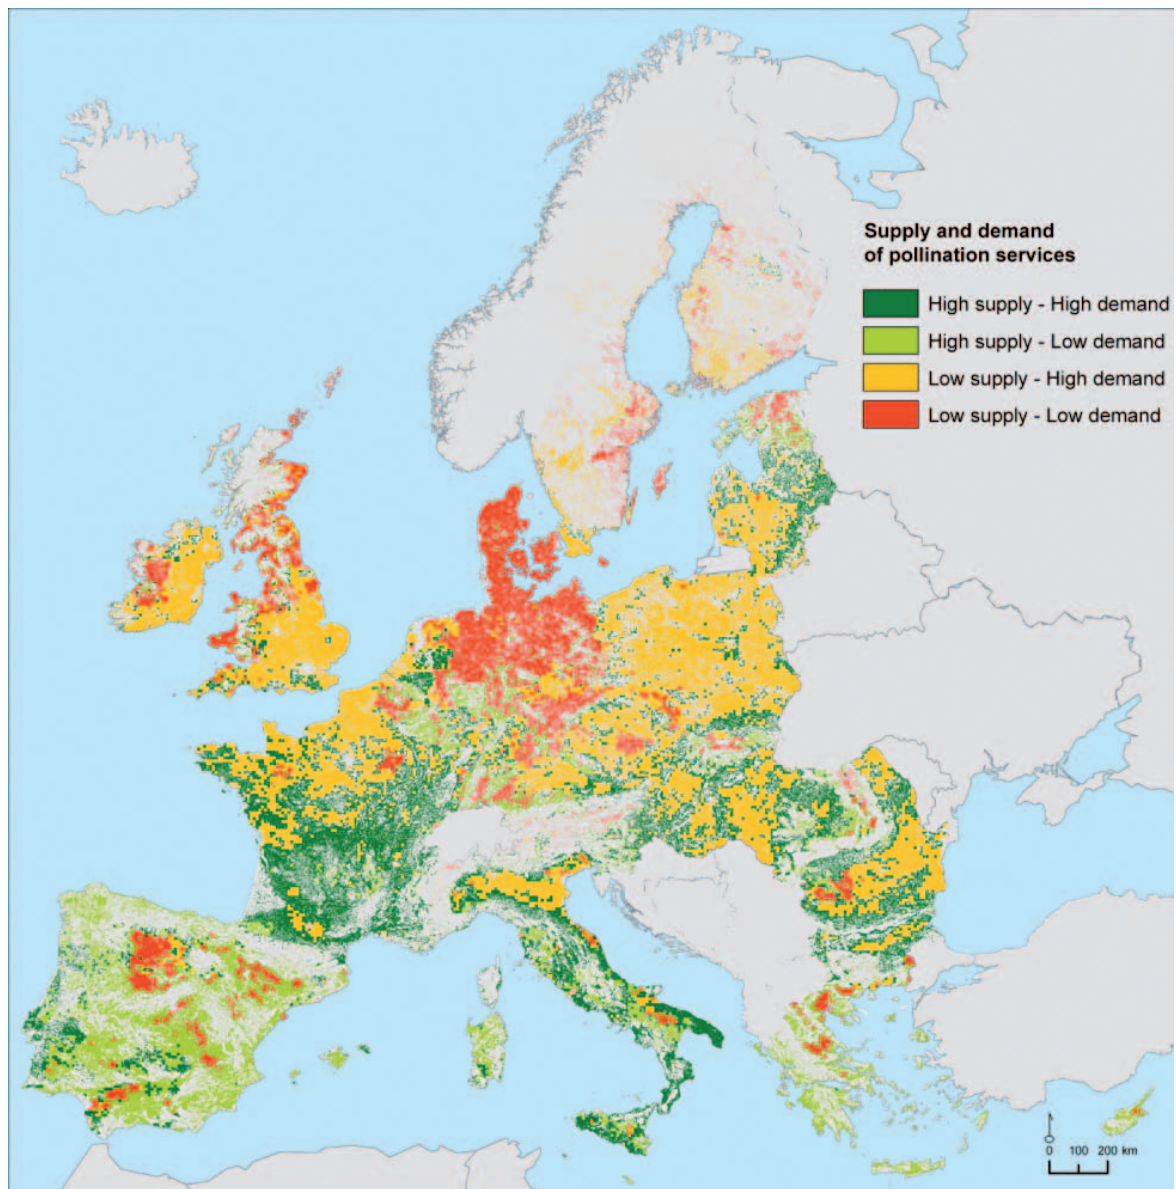 Supply and demand
of pollination services
High supply - High demand
High supply - Low demand
Low supply - High demand
Low supply - Low demand
0 100 200 km